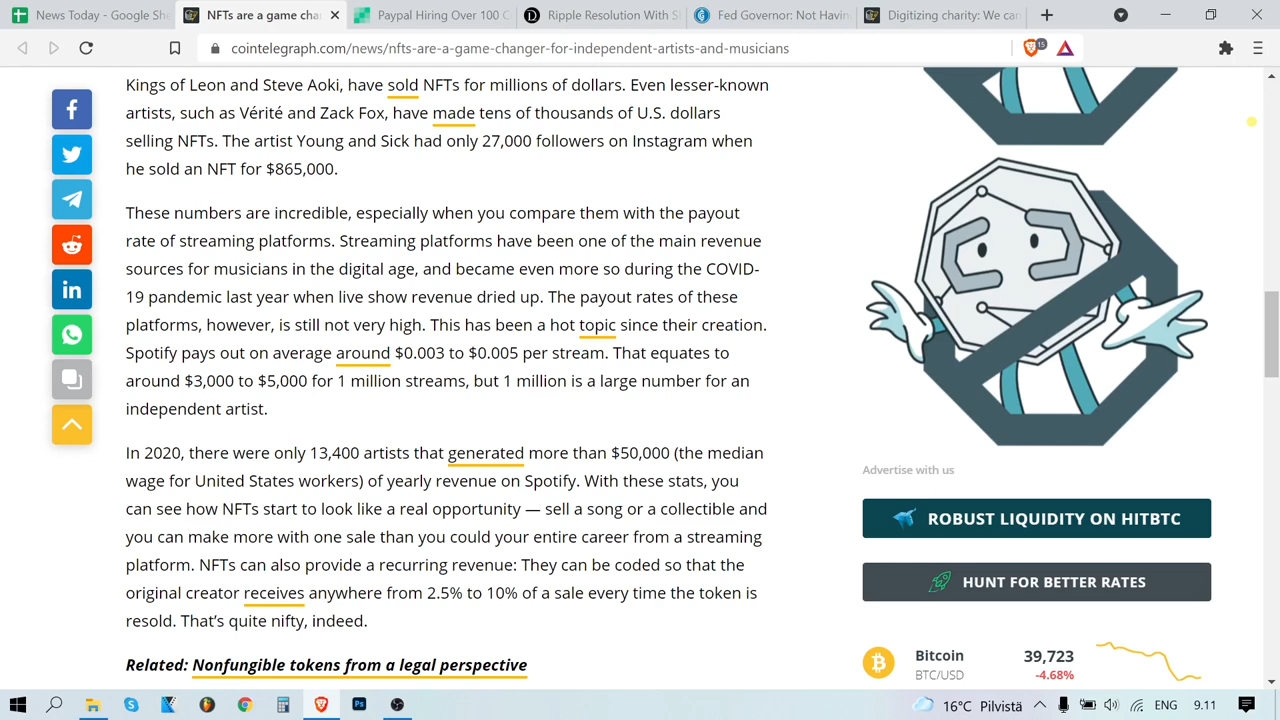 News Today - Google She
NFTs are a game cha
Paypal Hiring Over 100 C
Ripple Resolution With S
Fed Governor: Not Havin
Digitizing charity: We can
cointelegraph.com/news/nfts-are-a-game-changer-for-independent-artists-and-musicians
15
Kings of Leon and Steve Aoki, have sold NFTs for millions of dollars. Even lesser-known
artists, such as Vérité and Zack Fox, have made tens of thousands of U.S. dollars
selling NFTs. The artist Young and Sick had only 27,000 followers on Instagram when
he sold an NFT for $865,000.
These numbers are incredible, especially when you compare them with the payout
rate of streaming platforms. Streaming platforms have been one of the main revenue
sources for musicians in the digital age, and became even more so during the COVID-
19 pandemic last year when live show revenue dried up. The payout rates of these
platforms, however, is still not very high. This has been a hot topic since their creation.
Spotify pays out on average around $0.003 to $0.005 per stream. That equates to
around $3,000 to $5,000 for 1 million streams, but 1 million is a large number for an
independent artist.
In 2020, there were only 13,400 artists that generated more than $50,000 (the median
wage for United States workers) of yearly revenue on Spotify. With these stats, you
can see how NFTs start to look like a real opportunity — sell a song or a collectible and
you can make more with one sale than you could your entire career from a streaming
platform. NFTs can also provide a recurring revenue: They can be coded so that the
original creator receives anywhere from 2.5% to 10% of a sale every time the token is
resold. That's quite nifty, indeed.
Related: Nonfungible tokens from a legal perspective
Advertise with us
ROBUST LIQUIDITY ON HITBTC
HUNT FOR BETTER RATES
Bitcoin 39,723
BTC/USD -4.68%
16°C Pilvistä
ENG
9.11